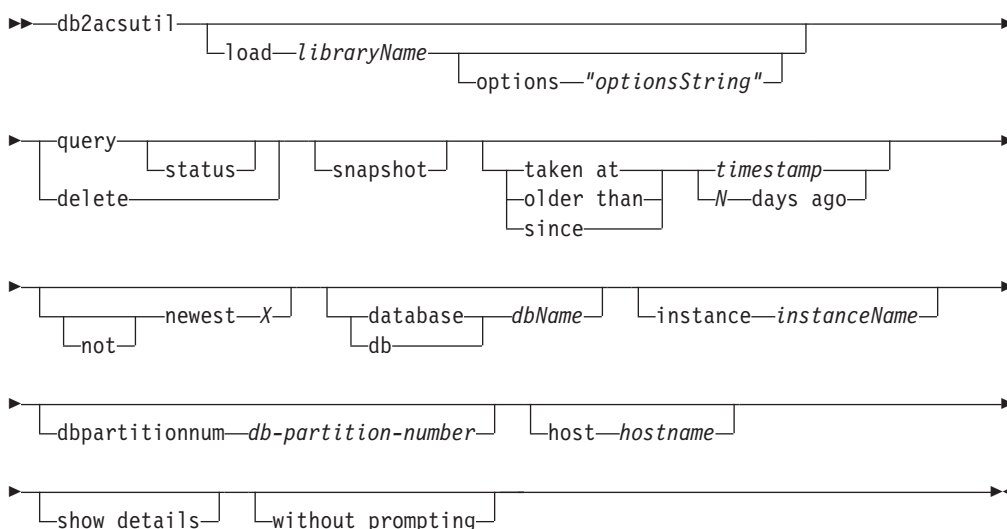 db2acsutil
load libraryName
options "optionsString"
query
status
snapshot
taken at
timestamp
delete
older than
N days ago
since
newest X
not
database dbName
db
instance instanceName
dbpartitionnum db-partition-number
host hostname
show details
without prompting